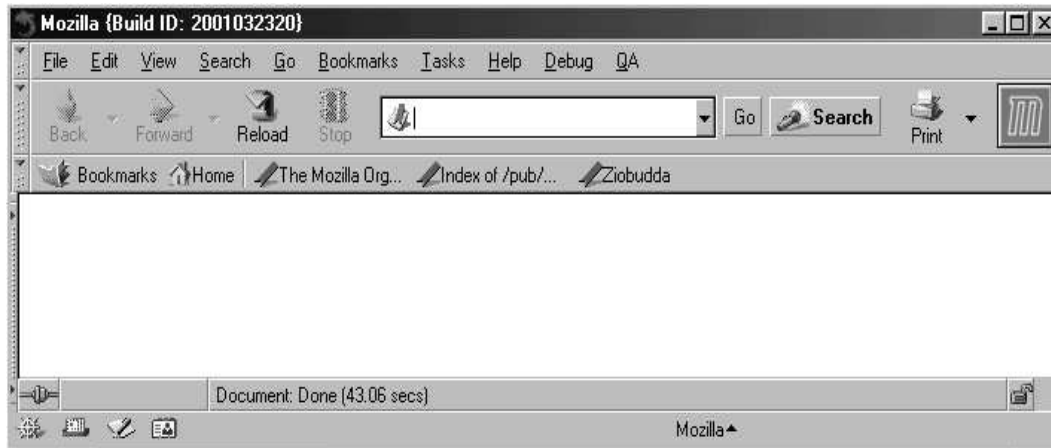 Mozilla {Build ID: 2001032320}
File Edit View Search Go Bookmarks Tasks Help Debug QA
Back Forward Reload Stop Go Search Print
Bookmarks Home The Mozilla Org... Index of /pub/... Ziobudda
Document: Done (43.06 secs)
Mozilla